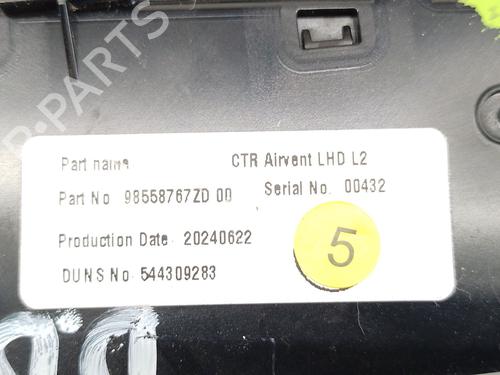 B-PARTS
Part name CTR Airvent LHD L2
Part No 98558767ZD 00 Serial No. 00432
Production Date 20240622
DUNS No 544309283
5